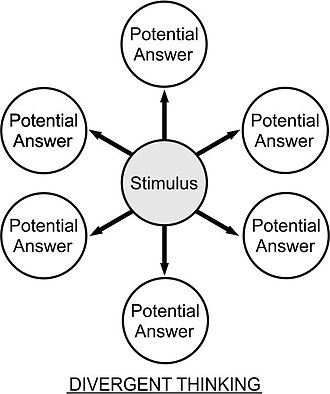 Potential
Answer
Potential
Answer
Potential
Answer
Stimulus
Potential
Answer
Potential
Answer
Potential
Answer
DIVERGENT THINKING